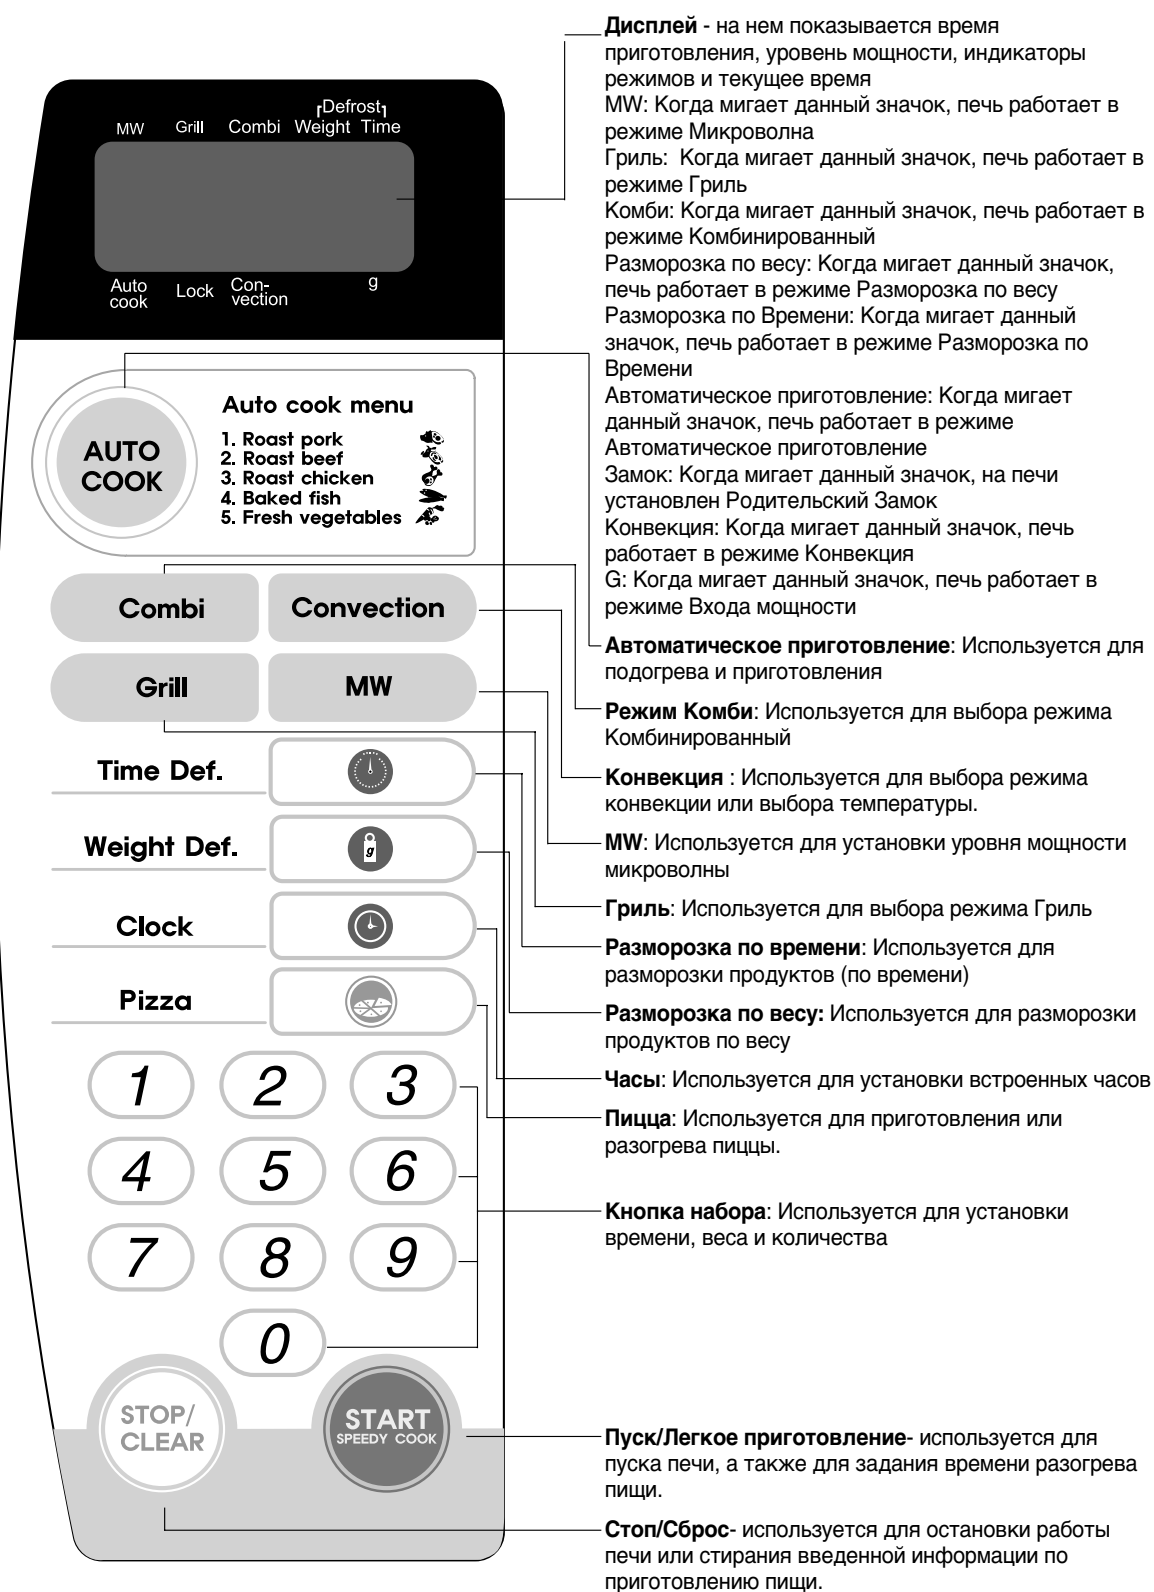 ┌Defrost┐
MW Grill Combi Weight Time
Auto cook
Lock
Con-
vection
g
AUTO
COOK
Auto cook menu
1. Roast pork
2. Roast beef
3. Roast chicken
4. Baked fish
5. Fresh vegetables
Combi
Convection
Grill
MW
Time Def.
Weight Def.
g
Clock
Pizza
1 2 3
4 5 6
7 8 9
0
STOP/
CLEAR
START
SPEEDY COOK
Дисплей - на нем показывается время
приготовления, уровень мощности, индикаторы
режимов и текущее время
MW: Когда мигает данный значок, печь работает в
режиме Микроволна
Гриль: Когда мигает данный значок, печь работает в
режиме Гриль
Комби: Когда мигает данный значок, печь работает в
режиме Комбинированный
Разморозка по весу: Когда мигает данный значок,
печь работает в режиме Разморозка по весу
Разморозка по Времени: Когда мигает данный
значок, печь работает в режиме Разморозка по
Времени
Автоматическое приготовление: Когда мигает
данный значок, печь работает в режиме
Автоматическое приготовление
Замок: Когда мигает данный значок, на печи
установлен Родительский Замок
Конвекция: Когда мигает данный значок, печь
работает в режиме Конвекция
G: Когда мигает данный значок, печь работает в
режиме Входа мощности
Автоматическое приготовление: Используется для
подогрева и приготовления
Режим Комби: Используется для выбора режима
Комбинированный
Конвекция : Используется для выбора режима
конвекции или выбора температуры.
MW: Используется для установки уровня мощности
микроволны
Гриль: Используется для выбора режима Гриль
Разморозка по времени: Используется для
разморозки продуктов (по времени)
Разморозка по весу: Используется для разморозки
продуктов по весу
Часы: Используется для установки встроенных часов
Пицца: Используется для приготовления или
разогрева пиццы.
Кнопка набора: Используется для установки
времени, веса и количества
Пуск/Легкое приготовление- используется для
пуска печи, а также для задания времени разогрева
пищи.
Стоп/Сброс- используется для остановки работы
печи или стирания введенной информации по
приготовлению пищи.